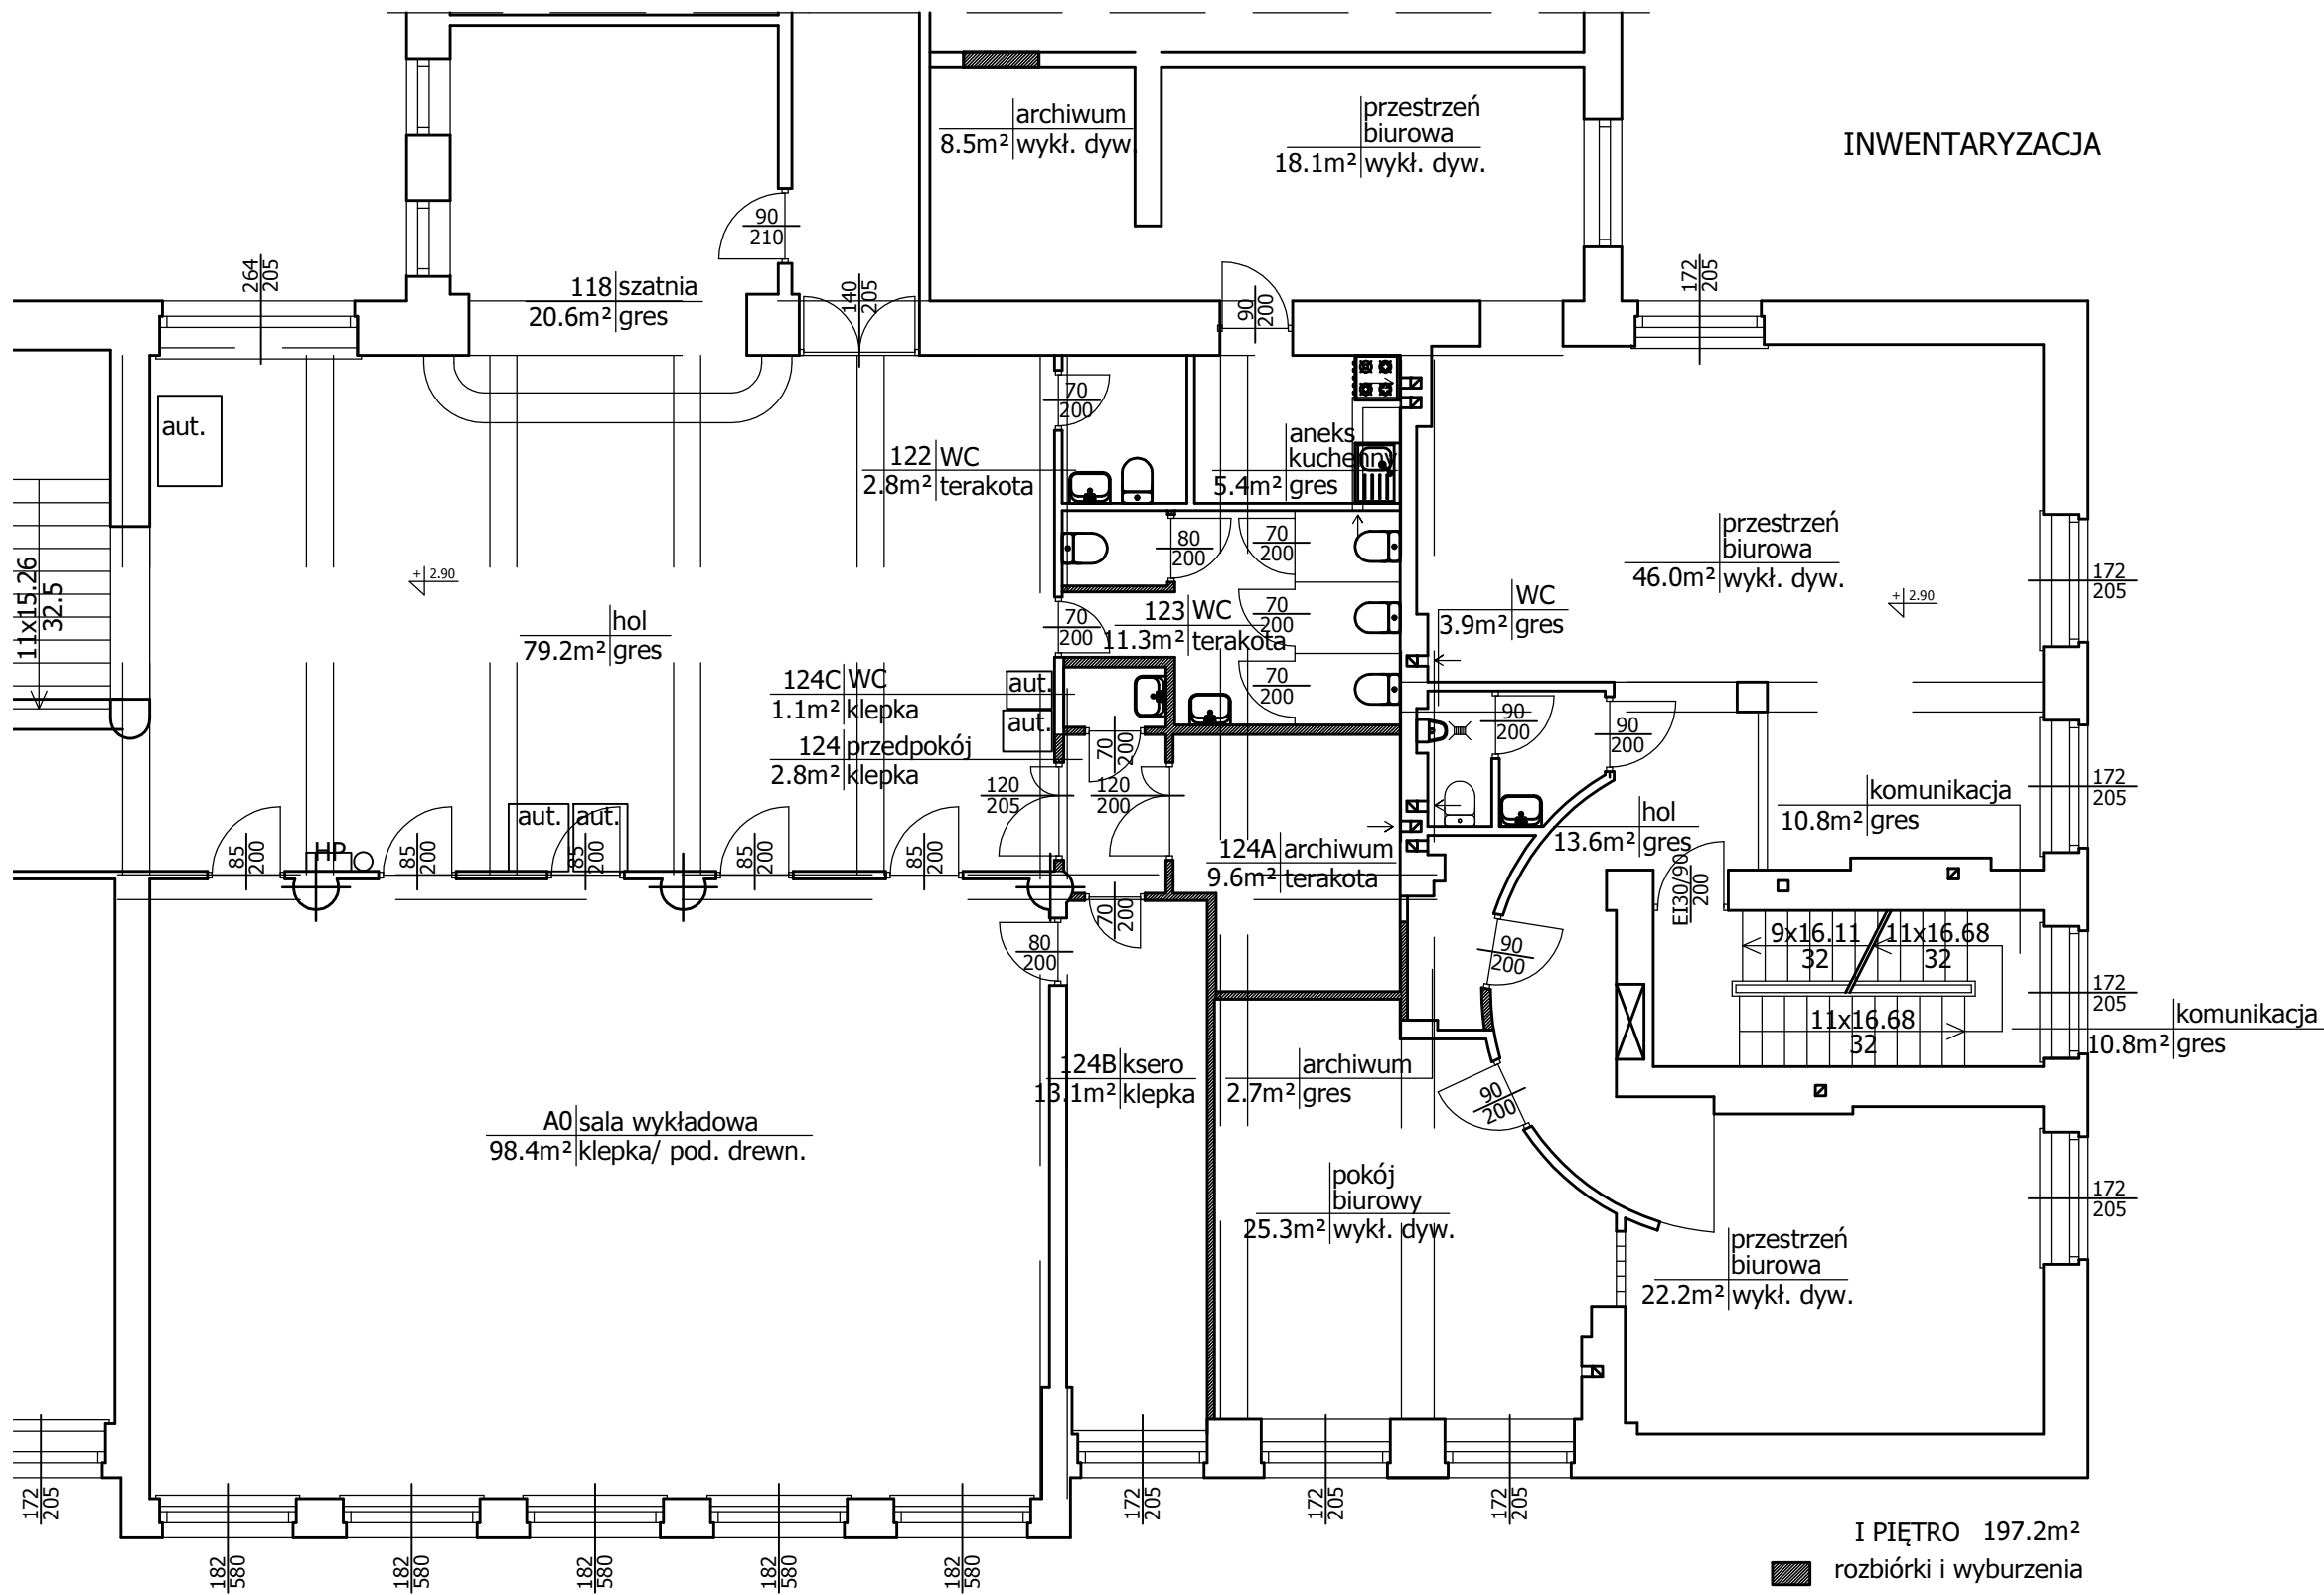 INWENTARYZACJA
archiwum
8.5m² wykł. dyw.
przestrzeń
biurowa
18.1m² wykł. dyw.
90
210
264
205
118 szatnia
20.6m² gres
140
205
90
200
172
205
aut.
70
200
122 WC
2.8m² terakota
aneks
kuchenny
5.4m² gres
przestrzeń
biurowa
46.0m² wykł. dyw.
80
200
70
200
11x15.26
32.5
+ 2.90
+ 2.90
172
205
hol
79.2m² gres
70
200
123 WC
11.3m² terakota
70
200
WC
3.9m² gres
124C WC
1.1m² klepka
aut.
aut.
70
200
124 przedpokój
2.8m² klepka
70
200
90
200
90
200
120
205
120
200
172
205
komunikacja
10.8m² gres
hol
13.6m² gres
aut.
aut.
HP
85
200
85
200
85
200
85
200
85
200
124A archiwum
9.6m² terakota
EI30/90
200
70
200
80
200
90
200
9x16.11
32
11x16.68
32
172
205
11x16.68
32
komunikacja
10.8m² gres
124B ksero
13.1m² klepka
archiwum
2.7m² gres
90
200
A0 sala wykładowa
98.4m² klepka/ pod. drewn.
pokój
biurowy
25.3m² wykł. dyw.
172
205
przestrzeń
biurowa
22.2m² wykł. dyw.
172
205
172
205
172
205
172
205
182
580
182
580
182
580
182
580
182
580
I PIĘTRO 197.2m²
rozbiórki i wyburzenia